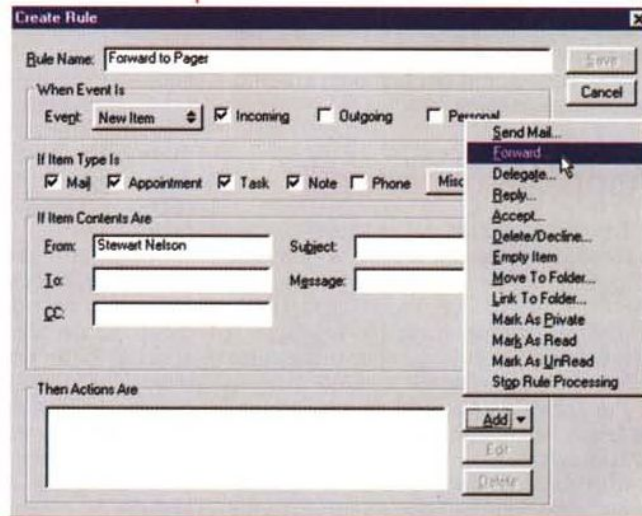 Create Rule
Rule Name: Forward to Pager
Save
When Event Is
Cancel
Event: New Item Incoming Outgoing Personal
If Item Type Is
Mail Appointment Task Note Phone Misc
If Item Contents Are
From: Stewart Nelson Subject:
To: Message:
CC:
Send Mail...
Forward...
Delegate...
Reply...
Accept...
Delete/Decline...
Empty Item
Move To Folder...
Link To Folder...
Mark As Private
Mark As Read
Mark As UnRead
Stop Rule Processing
Then Actions Are
Add
Edit
Delete